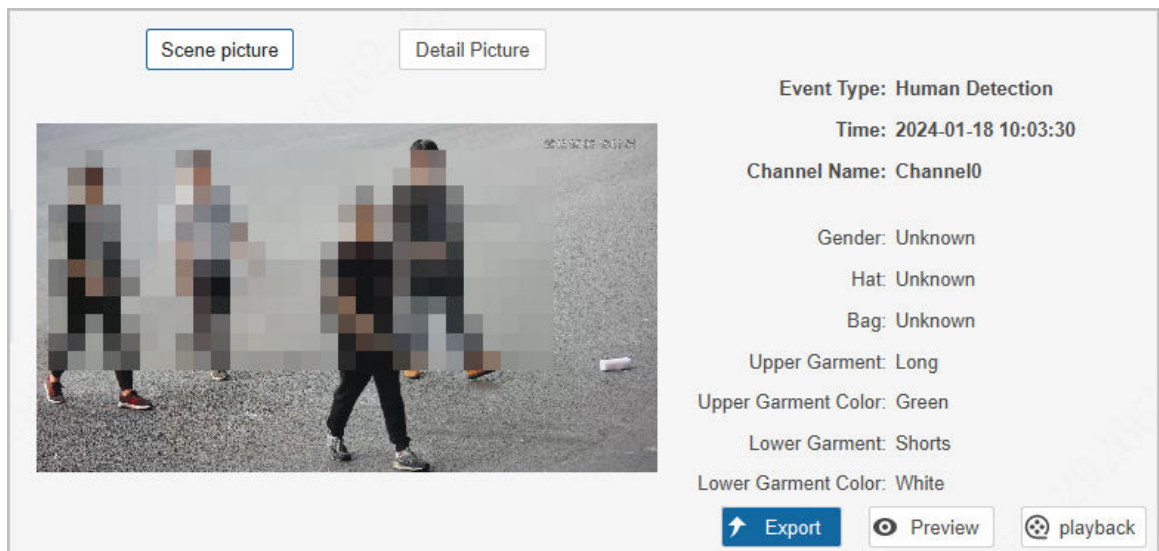 Scene picture
Detail Picture
Event Type: Human Detection
Time: 2024-01-18 10:03:30
Channel Name: Channel0
Gender: Unknown
Hat: Unknown
Bag: Unknown
Upper Garment: Long
Upper Garment Color: Green
Lower Garment: Shorts
Lower Garment Color: White
Export
Preview
playback